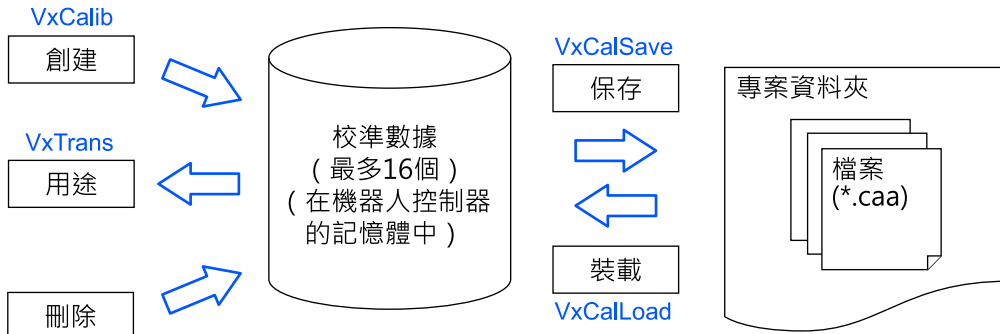 VxCalib
創建
VxTrans
用途
刪除
校準數據
（最多16個）
（在機器人控制器
的記憶體中）
VxCalSave
保存
裝載
VxCalLoad
專案資料夾
檔案
(*.caa)